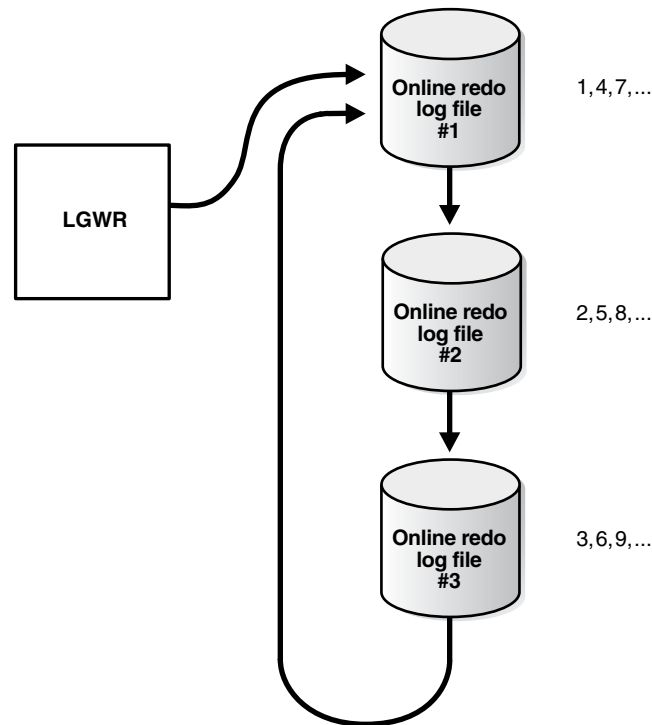 Online redo
log file
#1
1,4,7,...
LGWR
Online redo
log file
#2
2,5,8,...
Online redo
log file
#3
3,6,9,...